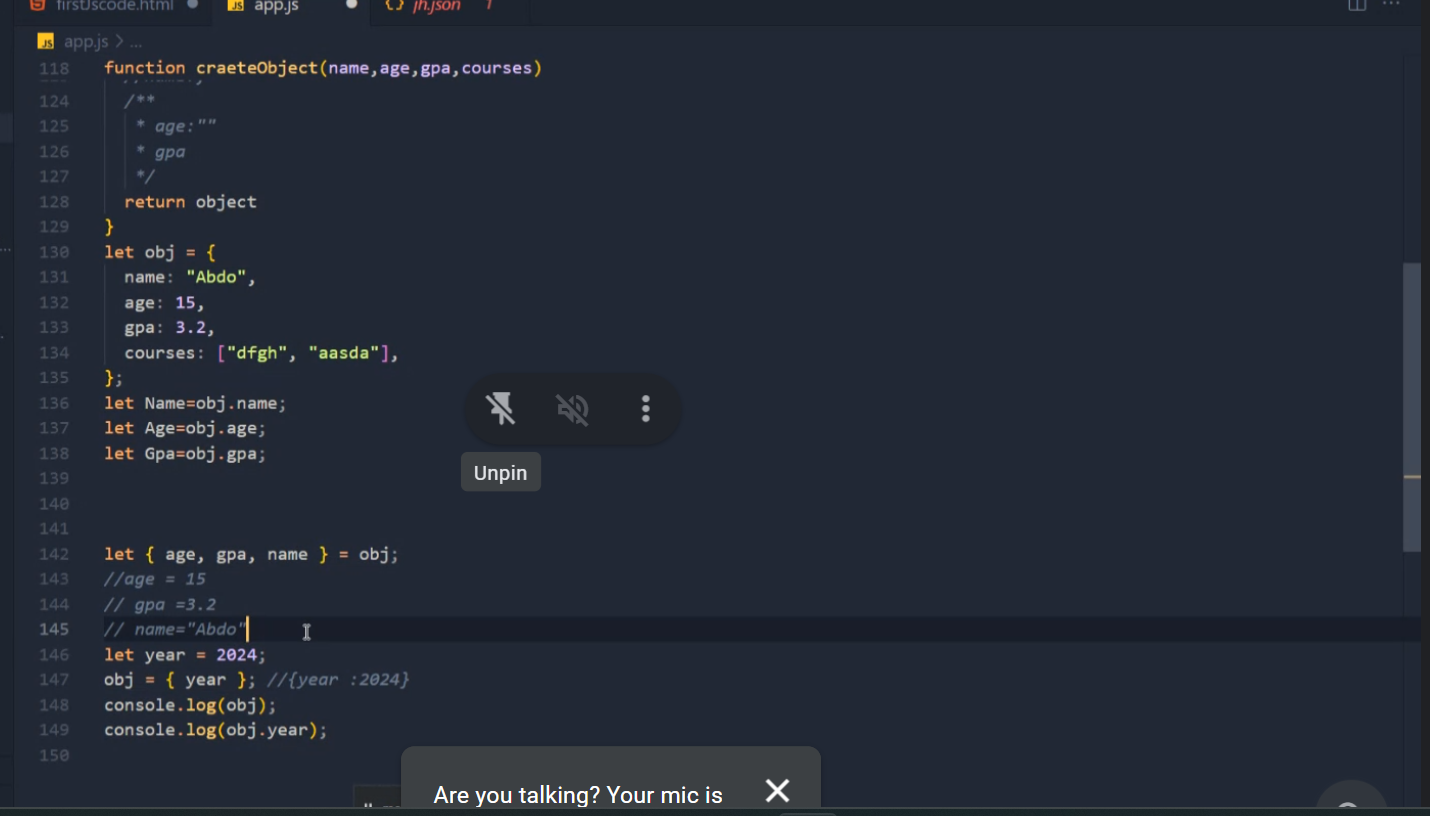 firstJscode.html
app.js
jh.json 1
JS app.js > ...
118 function craeteObject(name,age,gpa,courses)
124 /**
125 * age:""
126 * gpa
127 */
128 return object
129 }
130 let obj = {
131 name: "Abdo",
132 age: 15,
133 gpa: 3.2,
134 courses: ["dfgh", "aasda"],
135 };
136 let Name=obj.name;
137 let Age=obj.age;
138 let Gpa=obj.gpa;
Unpin
139
140
141
142 let { age, gpa, name } = obj;
143 //age = 15
144 // gpa =3.2
145 // name="Abdo"
146 let year = 2024;
147 obj = { year }; //{year :2024}
148 console.log(obj);
149 console.log(obj.year);
150
Are you talking? Your mic is